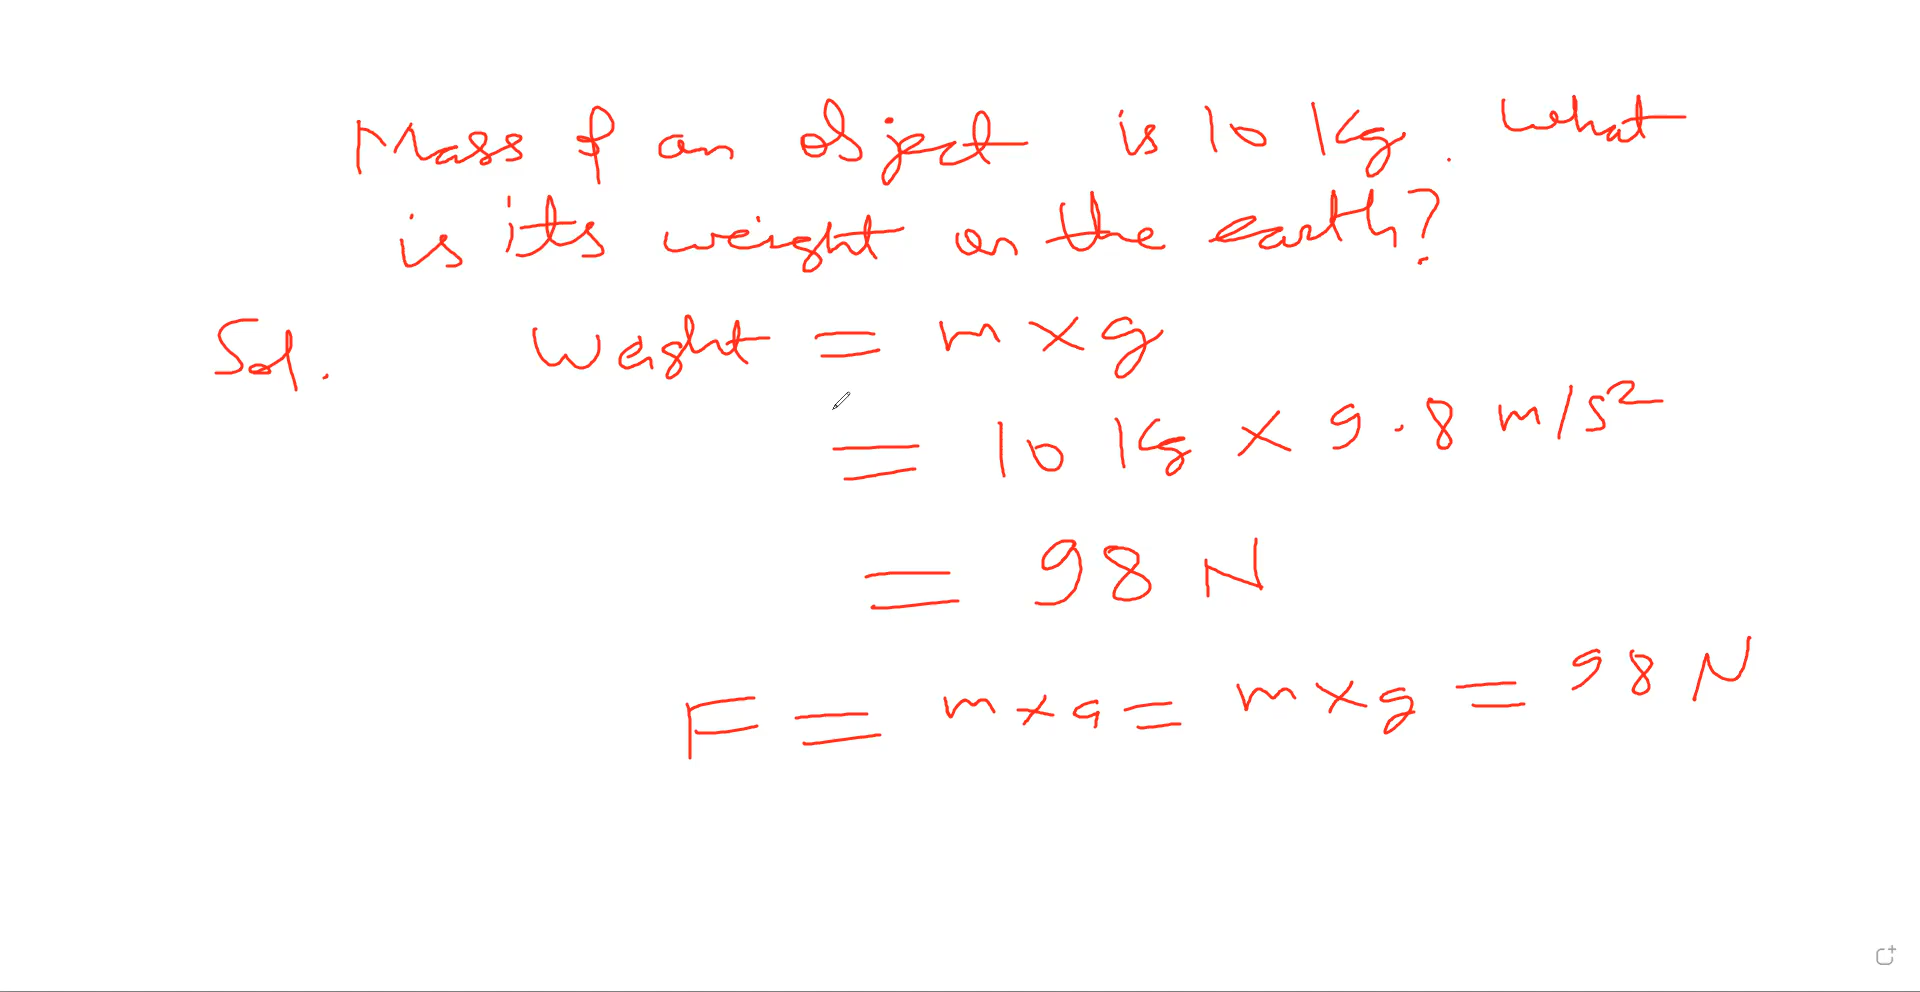 Mass of an object is 10 kg. What
is its weight on the earth?
Sol. Weight = m × g
= 10 kg × 9.8 m/s²
= 98 N
F = m × a = m × g = 98 N